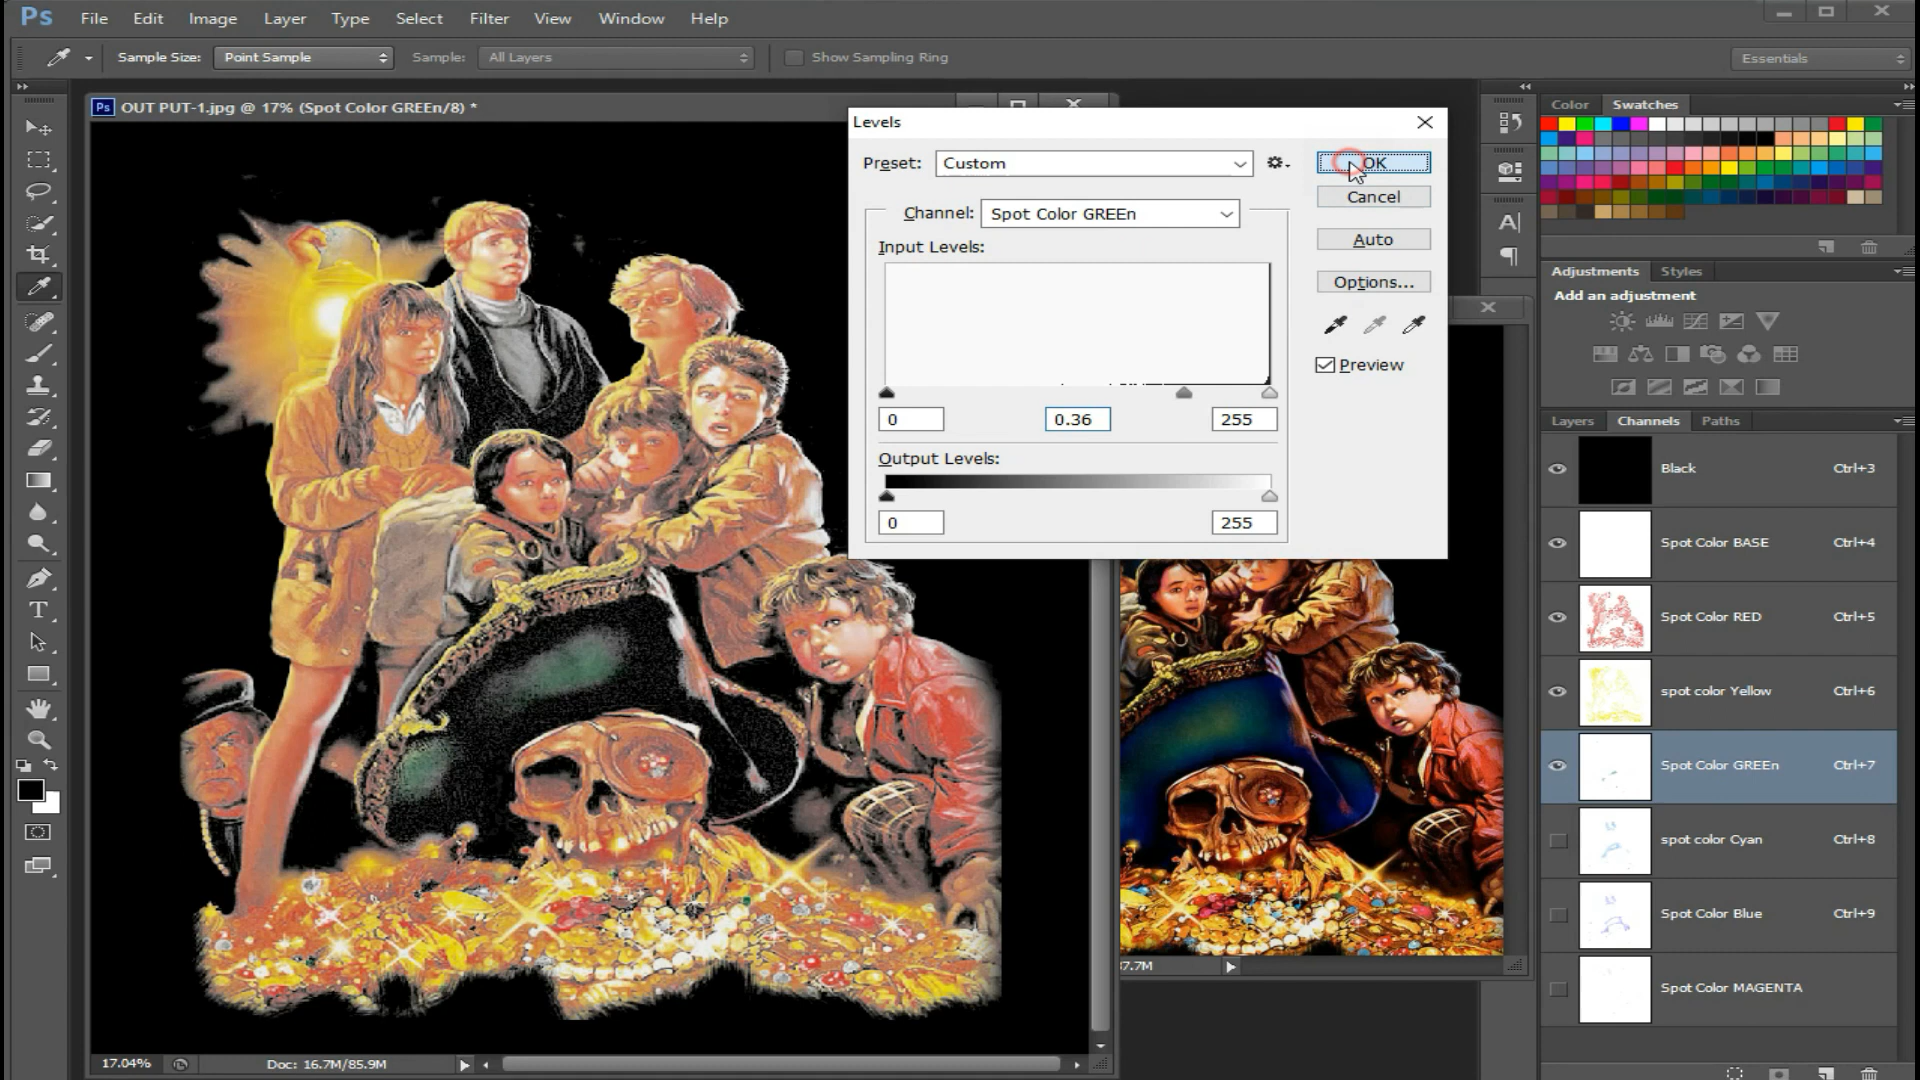 Ps File Edit Image Layer Type Select Filter View Window Help
Sample Size: Point Sample Sample: All Layers Show Sampling Ring Essentials
Ps OUT PUT-1.jpg @ 17% (Spot Color GREEn/8) *
Levels
Preset: Custom OK
Cancel
Channel: Spot Color GREEn
Auto
Input Levels:
Options...
Preview
0 0.36 255
Output Levels:
0 255
Color Swatches
Adjustments Styles
Add an adjustment
Layers Channels Paths
Black Ctrl+3
Spot Color BASE Ctrl+4
Spot Color RED Ctrl+5
spot color Yellow Ctrl+6
Spot Color GREEn Ctrl+7
spot color Cyan Ctrl+8
Spot Color Blue Ctrl+9
Spot Color MAGENTA
37.7M
17.04% Doc: 16.7M/85.9M